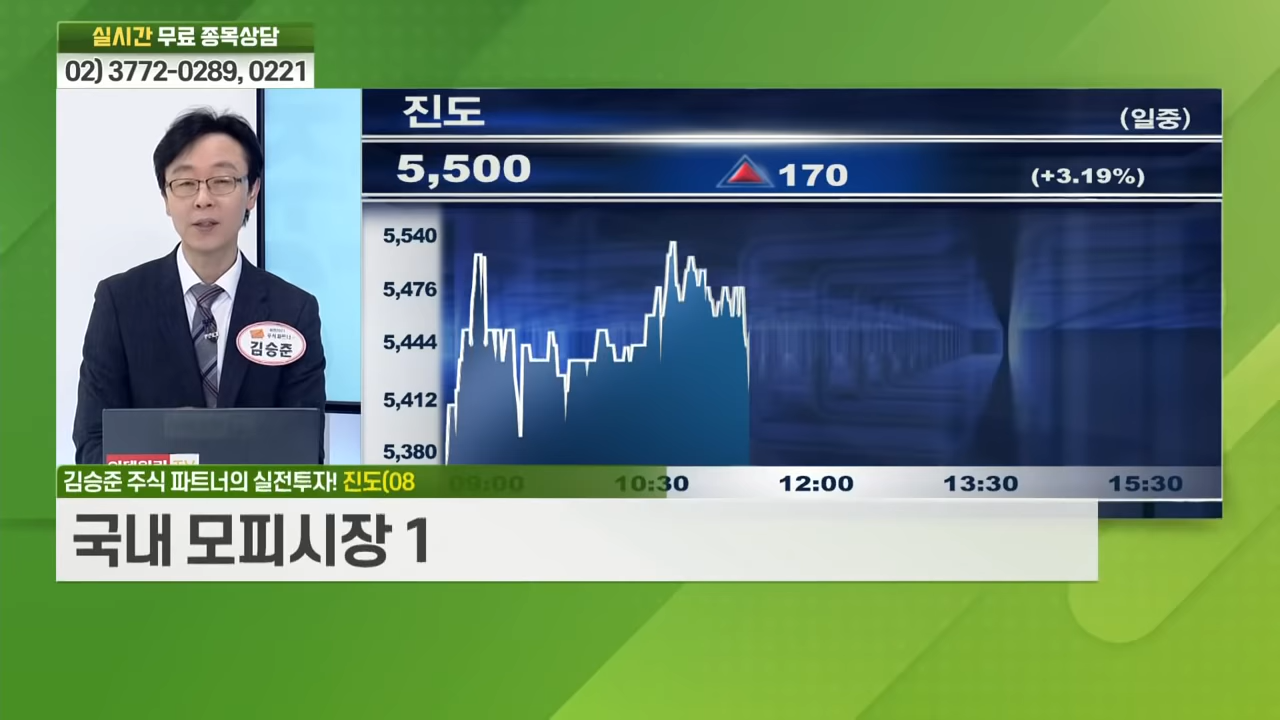 실시간 무료 종목상담
02) 3772-0289, 0221
진도
(일중)
5,500
170
(+3.19%)
5,540
5,476
5,444
5,412
5,380
김승준
김승준 주식 파트너의 실전투자! 진도(08
09:00 10:30 12:00 13:30 15:30
국내 모피시장 1